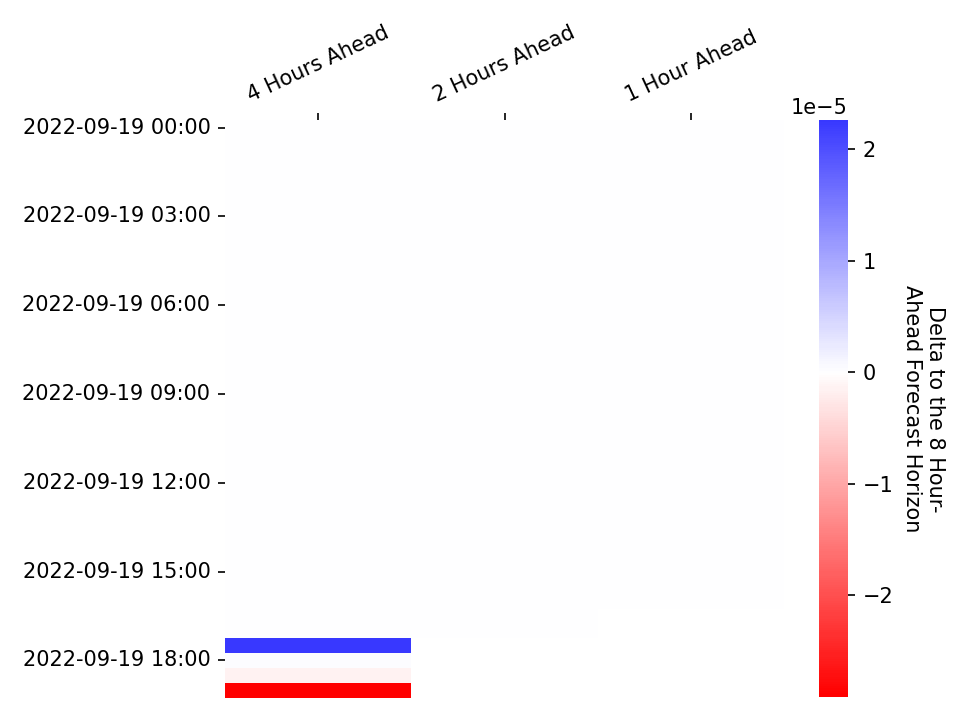 4 Hours Ahead
2 Hours Ahead
1 Hour Ahead
2022-09-19 00:00
2022-09-19 03:00
2022-09-19 06:00
2022-09-19 09:00
2022-09-19 12:00
2022-09-19 15:00
2022-09-19 18:00
1e−5
2
1
0
−1
−2
Delta to the 8 Hour-
Ahead Forecast Horizon